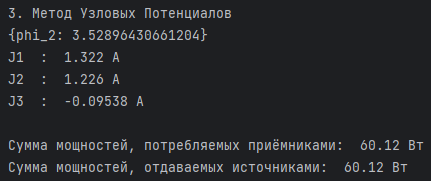 3. Метод Узловых Потенциалов
{phi_2: 3.52896430661204}
J1  :  1.322 А
J2  :  1.226 А
J3  :  -0.09538 А
Сумма мощностей, потребляемых приёмниками:  60.12 Вт
Сумма мощностей, отдаваемых источниками:  60.12 Вт